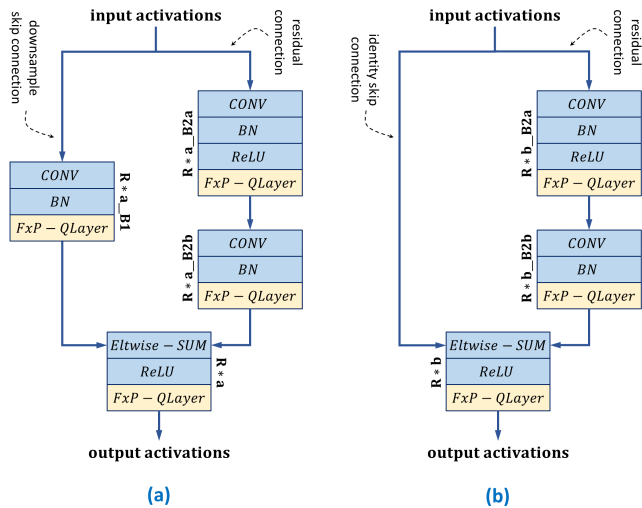 input activations
downsample
skip connection
residual
connection
CONV
BN
ReLU
FxP − QLayer
R * a_B2a
CONV
BN
FxP − QLayer
R * a_B1
CONV
BN
FxP − QLayer
R * a_B2b
Eltwise − SUM
ReLU
FxP − QLayer
R * a
output activations
(a)
input activations
identity skip
connection
residual
connection
CONV
BN
ReLU
FxP − QLayer
R * b_B2a
CONV
BN
FxP − QLayer
R * b_B2b
Eltwise − SUM
ReLU
FxP − QLayer
R * b
output activations
(b)